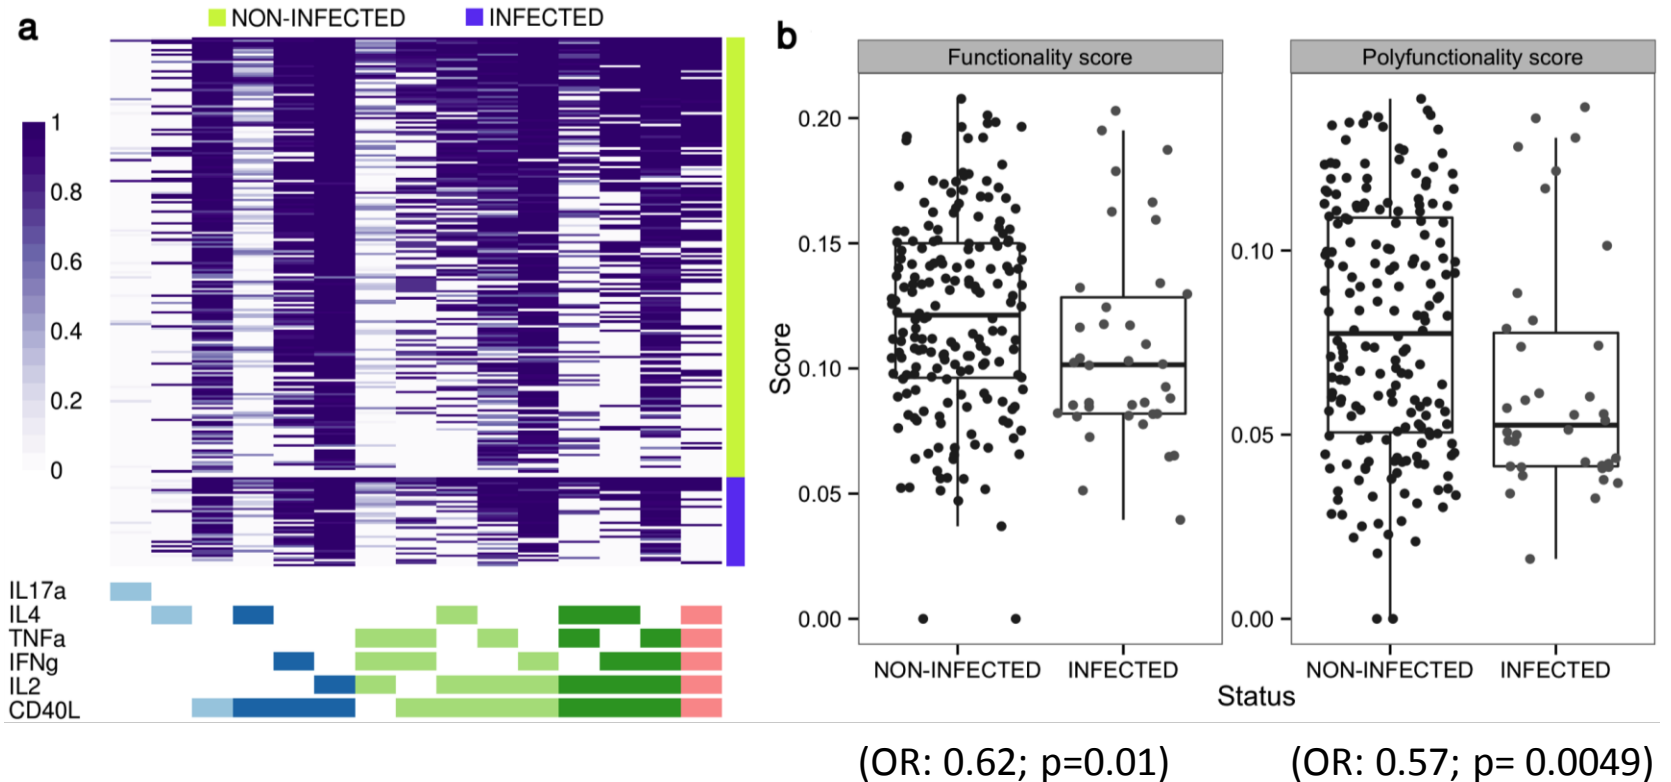 a
NON-INFECTED INFECTED
1
0.8
0.6
0.4
0.2
0
IL17a
IL4
TNFa
IFNg
IL2
CD40L
b
Functionality score Polyfunctionality score
Score
0.20
0.15
0.10
0.05
0.00
0.10
0.05
0.00
NON-INFECTED INFECTED NON-INFECTED INFECTED
Status
(OR: 0.62; p=0.01) (OR: 0.57; p= 0.0049)